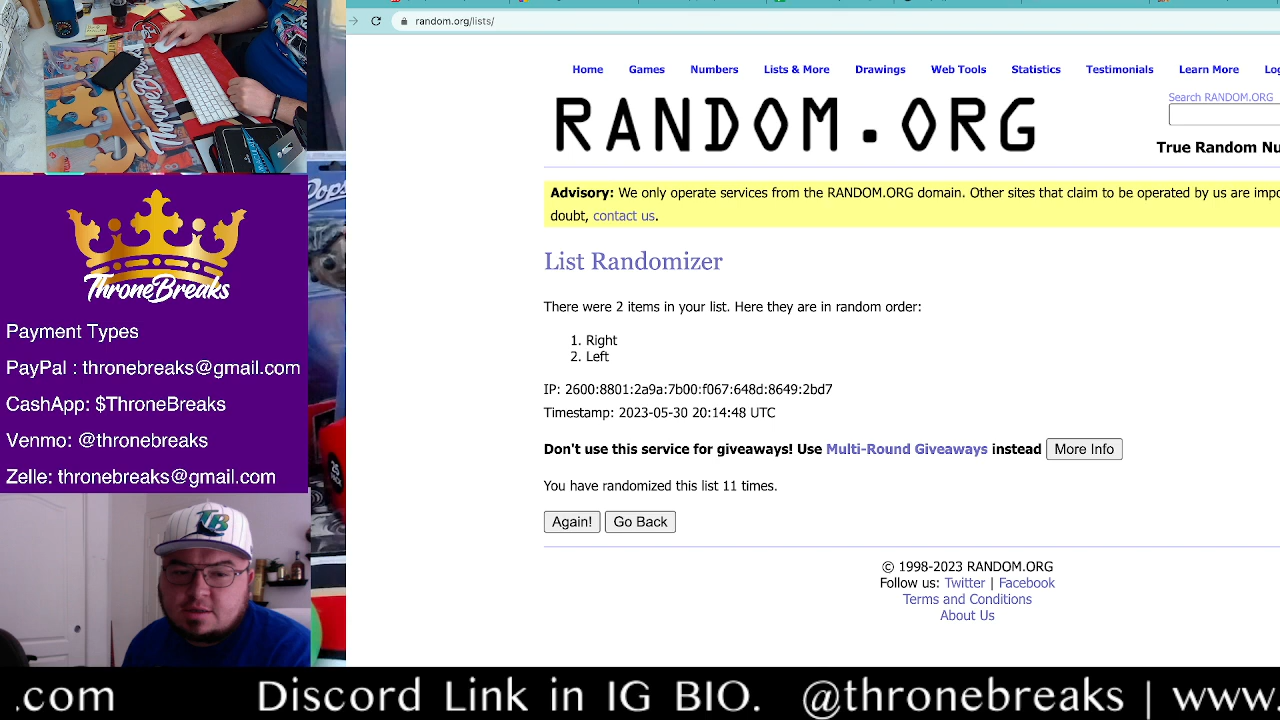 random.org/lists/
Home Games Numbers Lists & More Drawings Web Tools Statistics Testimonials Learn More
Search RANDOM.ORG
RANDOM.ORG
True Random Nu
Advisory: We only operate services from the RANDOM.ORG domain. Other sites that claim to be operated by us are impo
doubt, contact us.
List Randomizer
There were 2 items in your list. Here they are in random order:
1. Right
2. Left
IP: 2600:8801:2a9a:7b00:f067:648d:8649:2bd7
Timestamp: 2023-05-30 20:14:48 UTC
Don't use this service for giveaways! Use Multi-Round Giveaways instead More Info
You have randomized this list 11 times.
Again! Go Back
© 1998-2023 RANDOM.ORG
Follow us: Twitter | Facebook
Terms and Conditions
About Us
ThroneBreaks
Payment Types
PayPal : thronebreaks@gmail.com
CashApp: $ThroneBreaks
Venmo: @thronebreaks
Zelle: thronebreaks@gmail.com
TB
.com Discord Link in IG BIO. @thronebreaks | www.